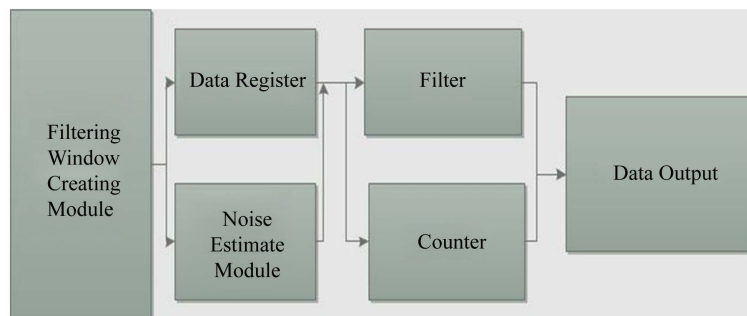 Filtering
Window
Creating
Module
Data Register
Noise
Estimate
Module
Filter
Counter
Data Output